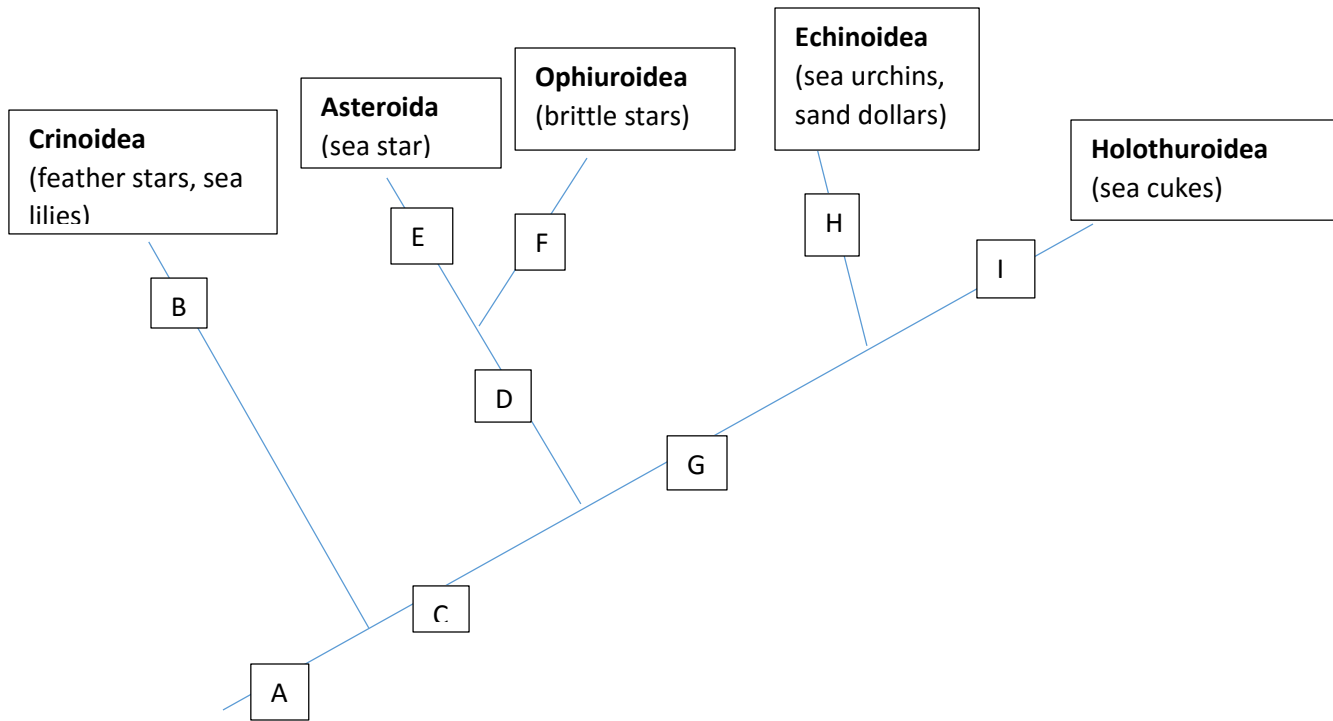 Crinoidea
(feather stars, sea
lilies)
Asteroida
(sea star)
Ophiuroidea
(brittle stars)
Echinoidea
(sea urchins,
sand dollars)
Holothuroidea
(sea cukes)
B
E
F
H
I
D
G
C
A